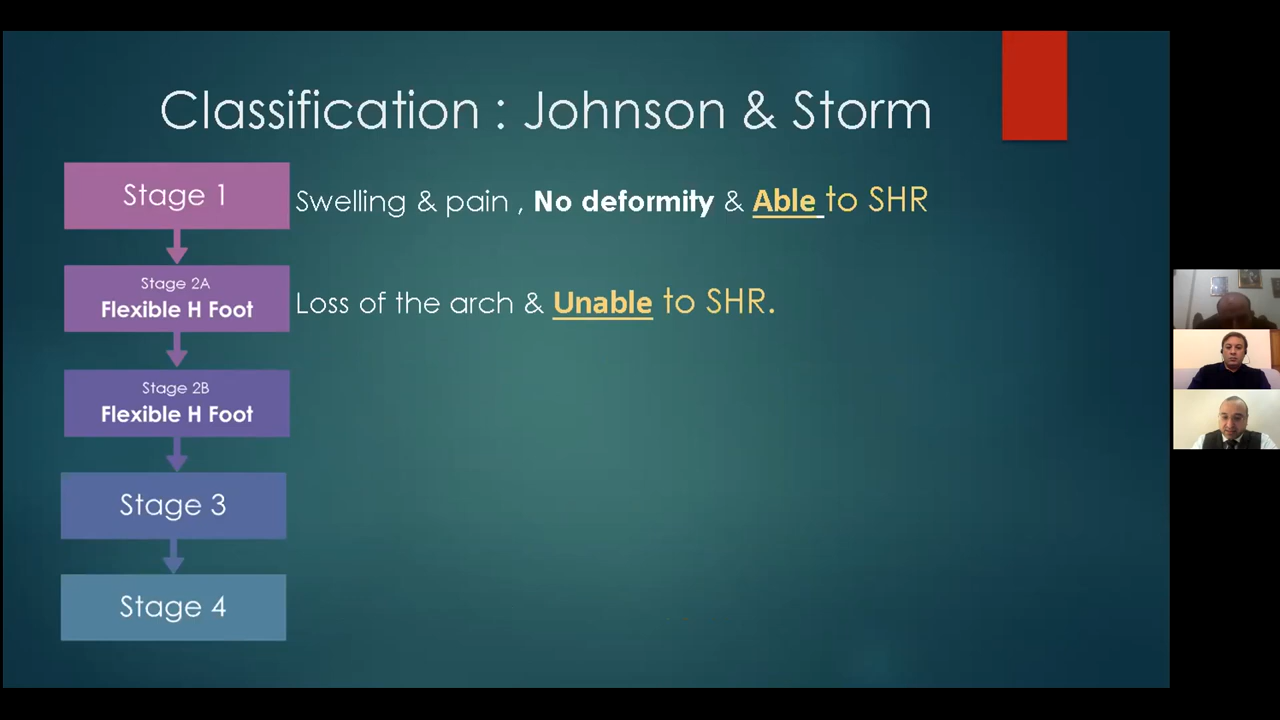 Classification : Johnson & Storm
Stage 1
Swelling & pain , No deformity & Able to SHR
Stage 2A
Flexible H Foot
Loss of the arch & Unable to SHR.
Stage 2B
Flexible H Foot
Stage 3
Stage 4